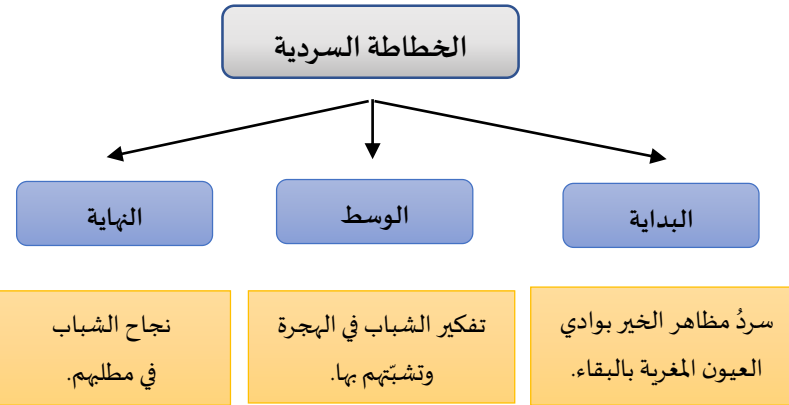 الخطاطة السردية
البداية
الوسط
النهاية
سردُ مظاهر الخير بوادي
العيون المغرية بالبقاء.
تفكير الشباب في الهجرة
وتشبّتهم بها.
نجاح الشباب
في مطلبهم.